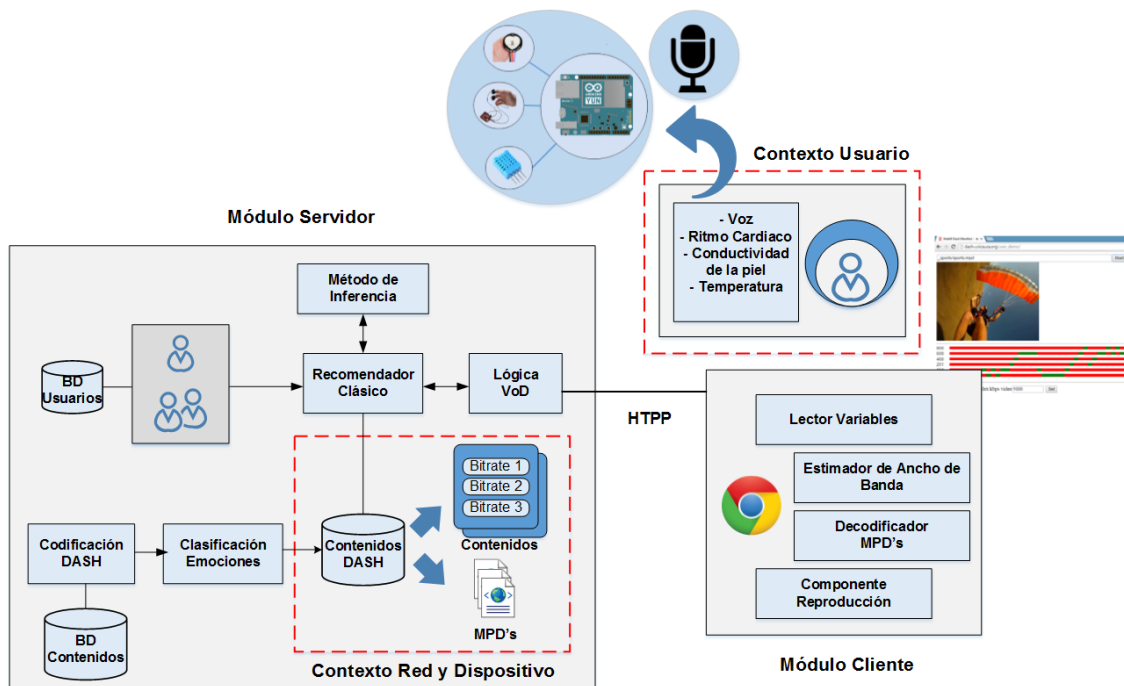 ARDUINO
YUN
Contexto Usuario
- Voz
- Ritmo Cardiaco
- Conductividad
de la piel
- Temperatura
Módulo Servidor
Método de
Inferencia
BD
Usuarios
Recomendador
Clásico
Lógica
VoD
HTPP
Lector Variables
Estimador de Ancho de
Banda
Decodificador
MPD's
Componente
Reproducción
Módulo Cliente
Bitrate 1
Bitrate 2
Bitrate 3
Contenidos
Codificación
DASH
Clasificación
Emociones
Contenidos
DASH
MPD's
BD
Contenidos
Contexto Red y Dispositivo